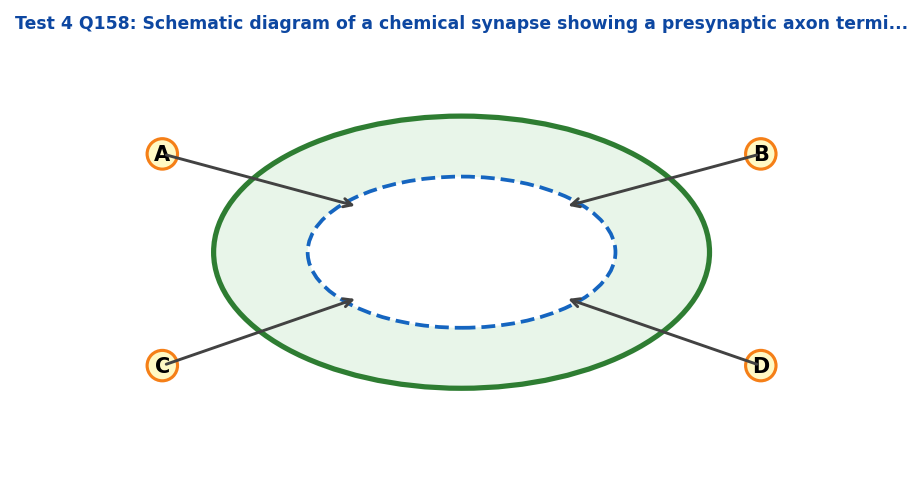 Test 4 Q158: Schematic diagram of a chemical synapse showing a presynaptic axon termi...
A
B
C
D